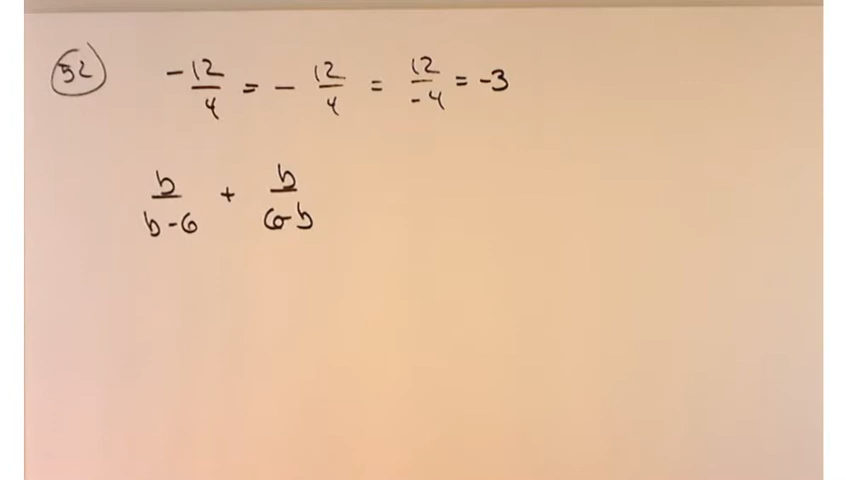 52
-12/4 = - 12/4 = 12/-4 = -3
b/b-6 + b/6-b